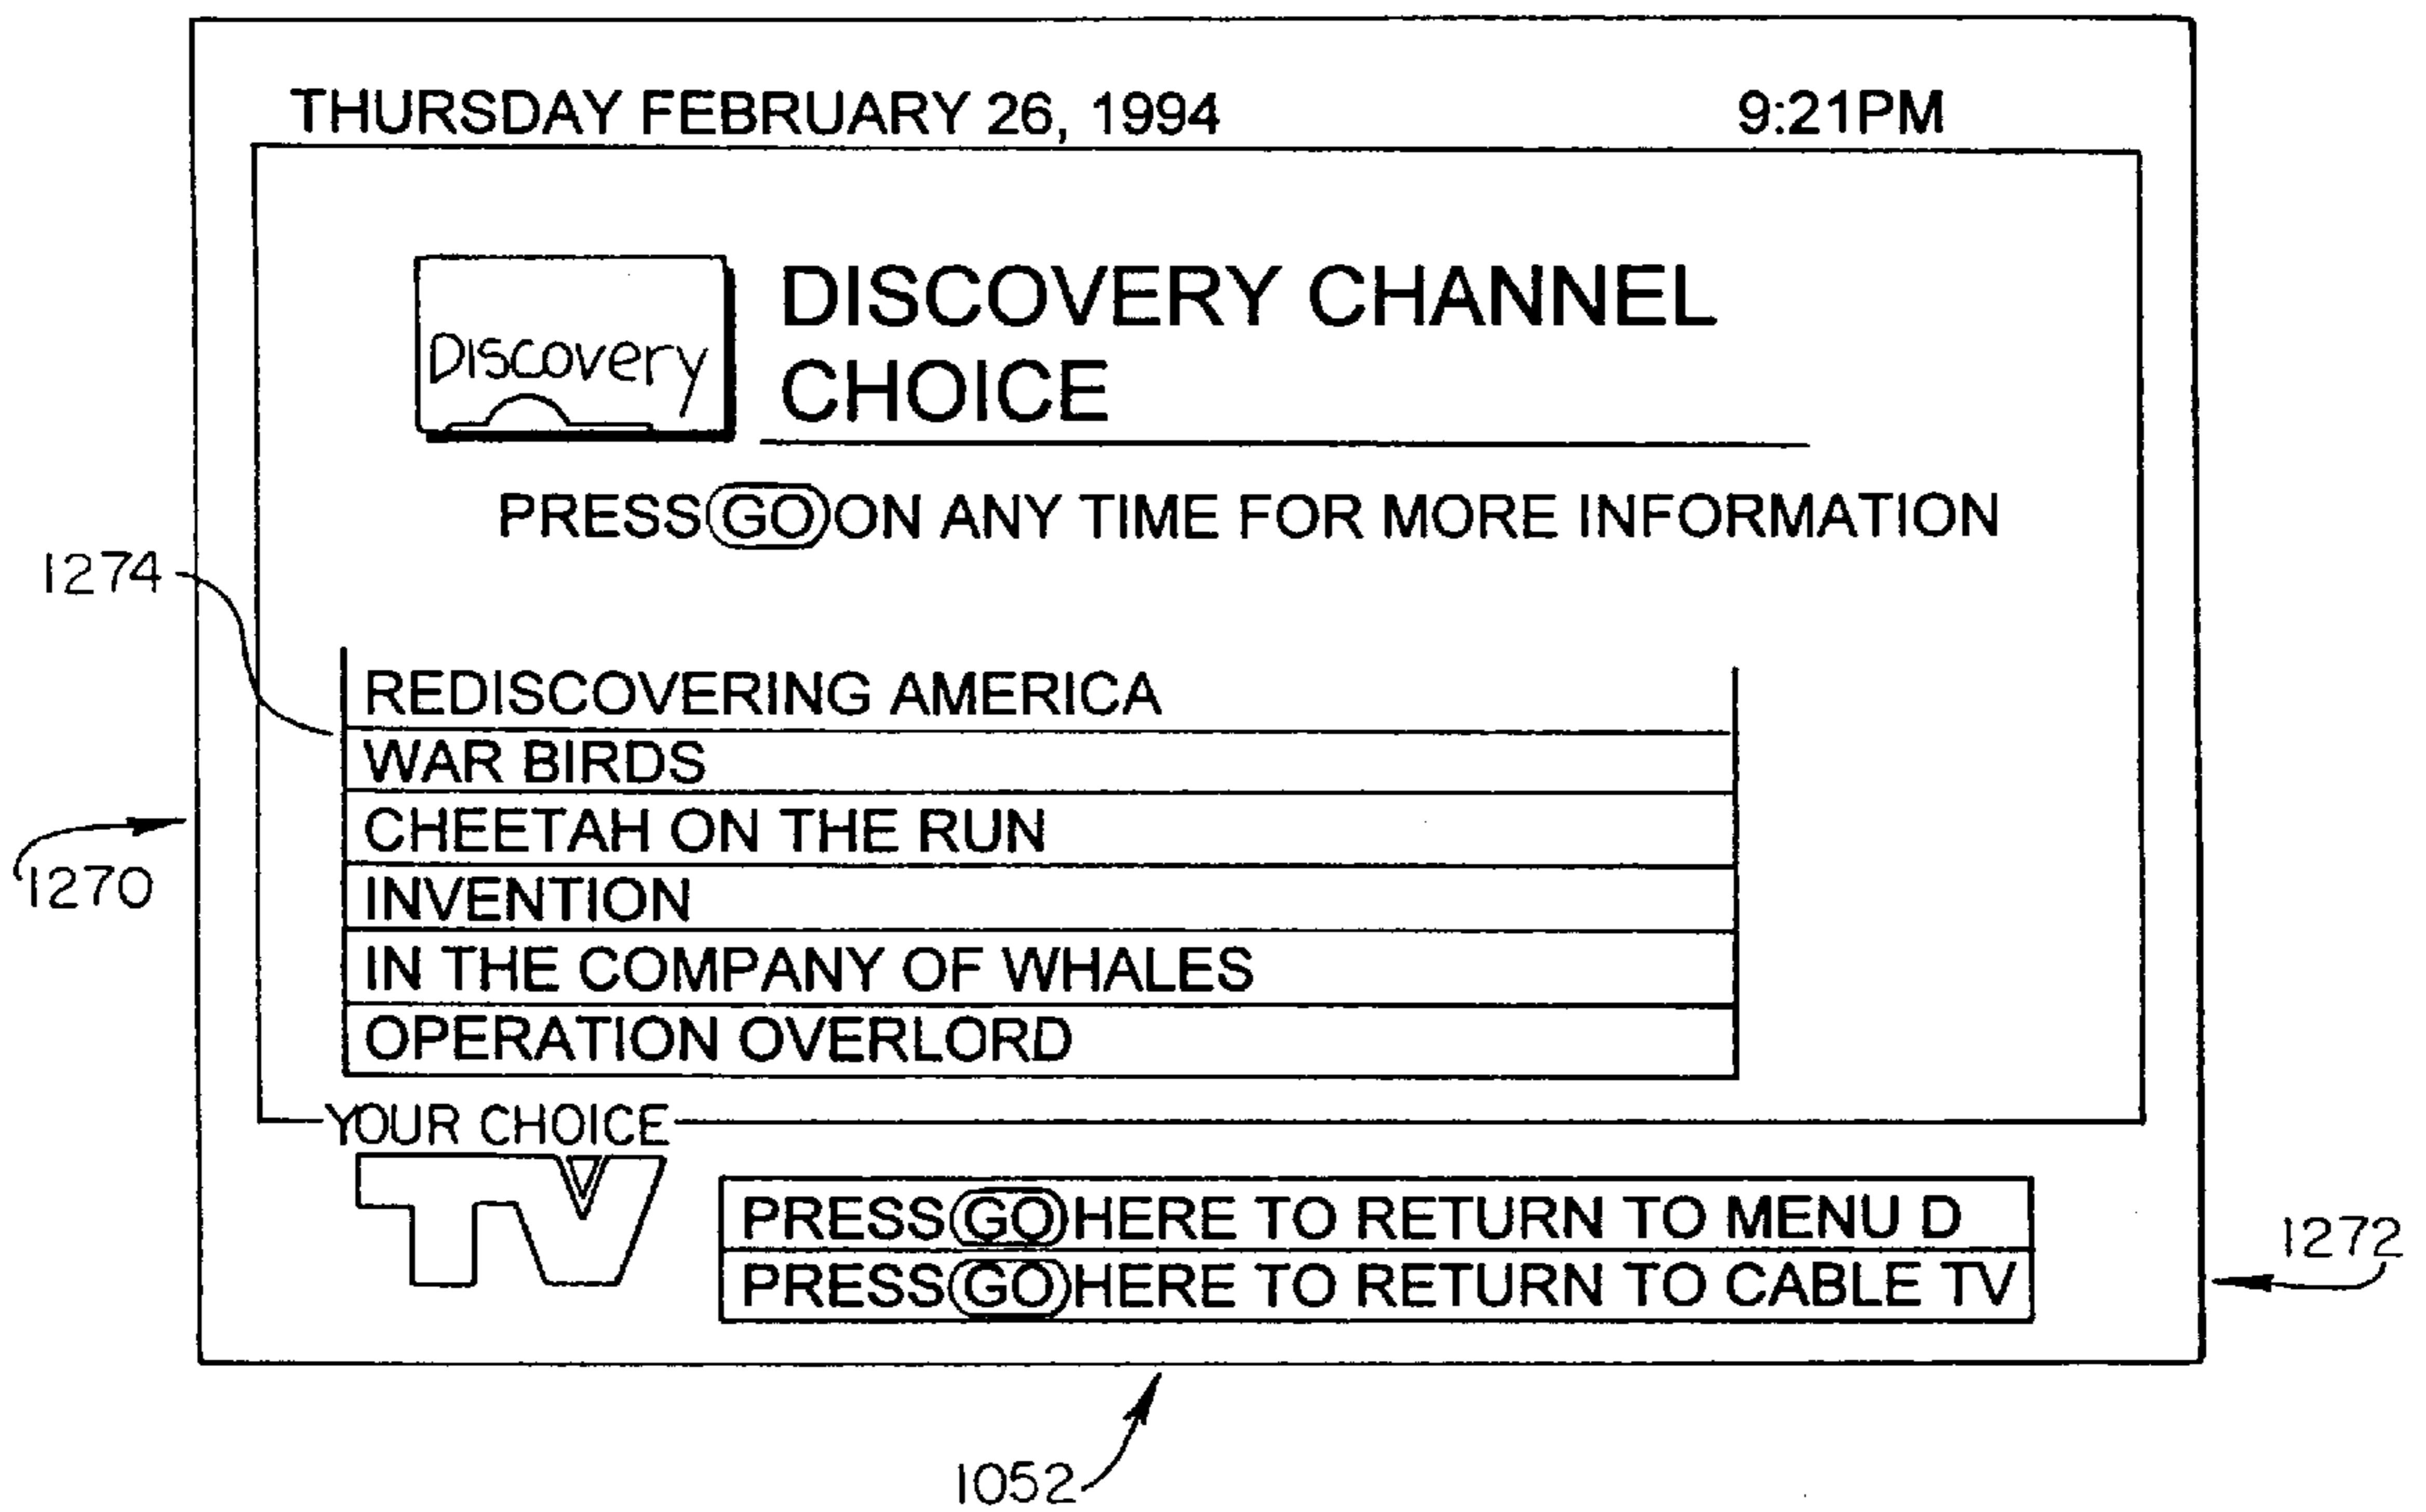 THURSDAY FEBRUARY 26, 1994 9:21PM
Discovery
DISCOVERY CHANNEL
CHOICE
PRESS GO ON ANY TIME FOR MORE INFORMATION
1274
REDISCOVERING AMERICA
WAR BIRDS
CHEETAH ON THE RUN
1270
INVENTION
IN THE COMPANY OF WHALES
OPERATION OVERLORD
YOUR CHOICE
TV
PRESS GO HERE TO RETURN TO MENU D
PRESS GO HERE TO RETURN TO CABLE TV
1272
1052